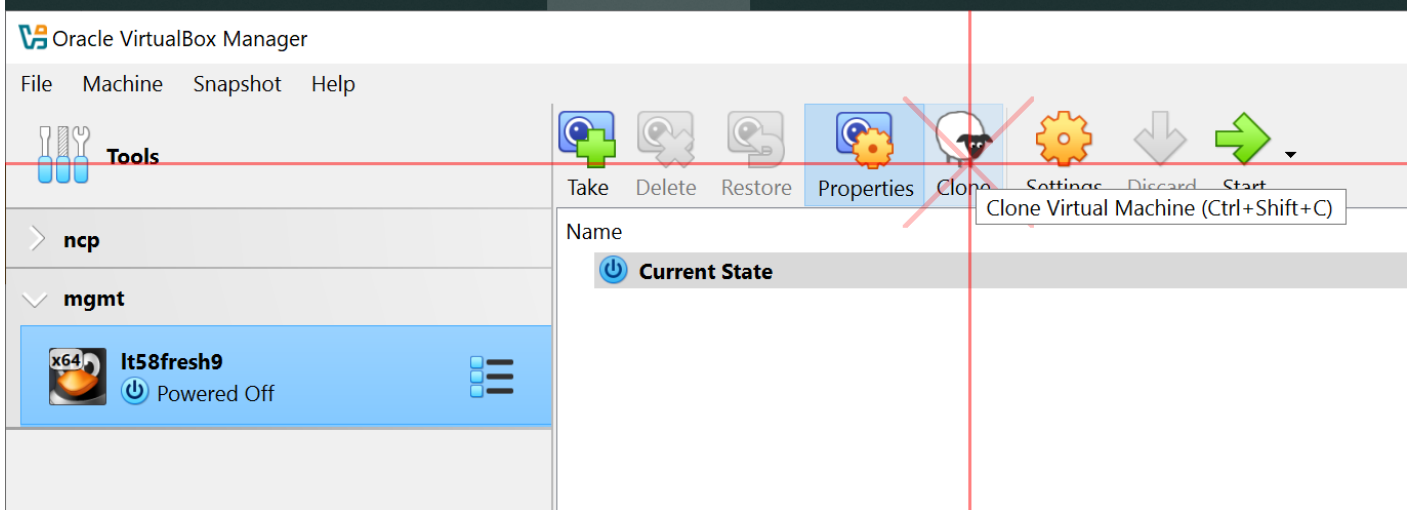 Oracle VirtualBox Manager
File Machine Snapshot Help
Tools
Take Delete Restore Properties Clone Settings Discard Start
Clone Virtual Machine (Ctrl+Shift+C)
Name
Current State
ncp
mgmt
x64
lt58fresh9
Powered Off